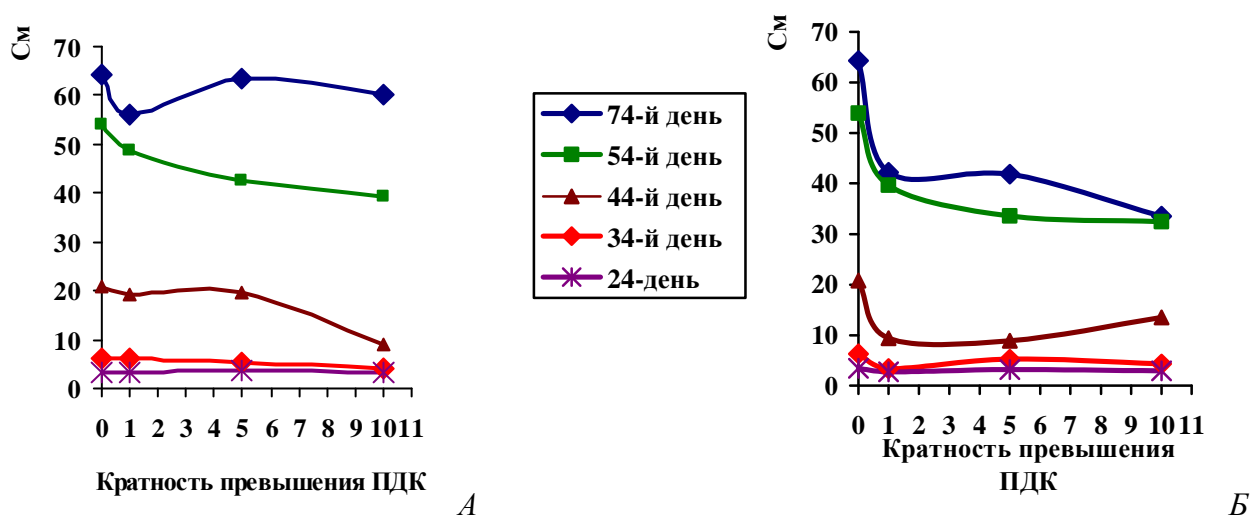 См
70
60
50
40
30
20
10
0
0 1 2 3 4 5 6 7 8 9 10 11
Кратность превышения ПДК
А
74-й день
54-й день
44-й день
34-й день
24-день
См
70
60
50
40
30
20
10
0
0 1 2 3 4 5 6 7 8 9 10 11
Кратность превышения
ПДК
Б